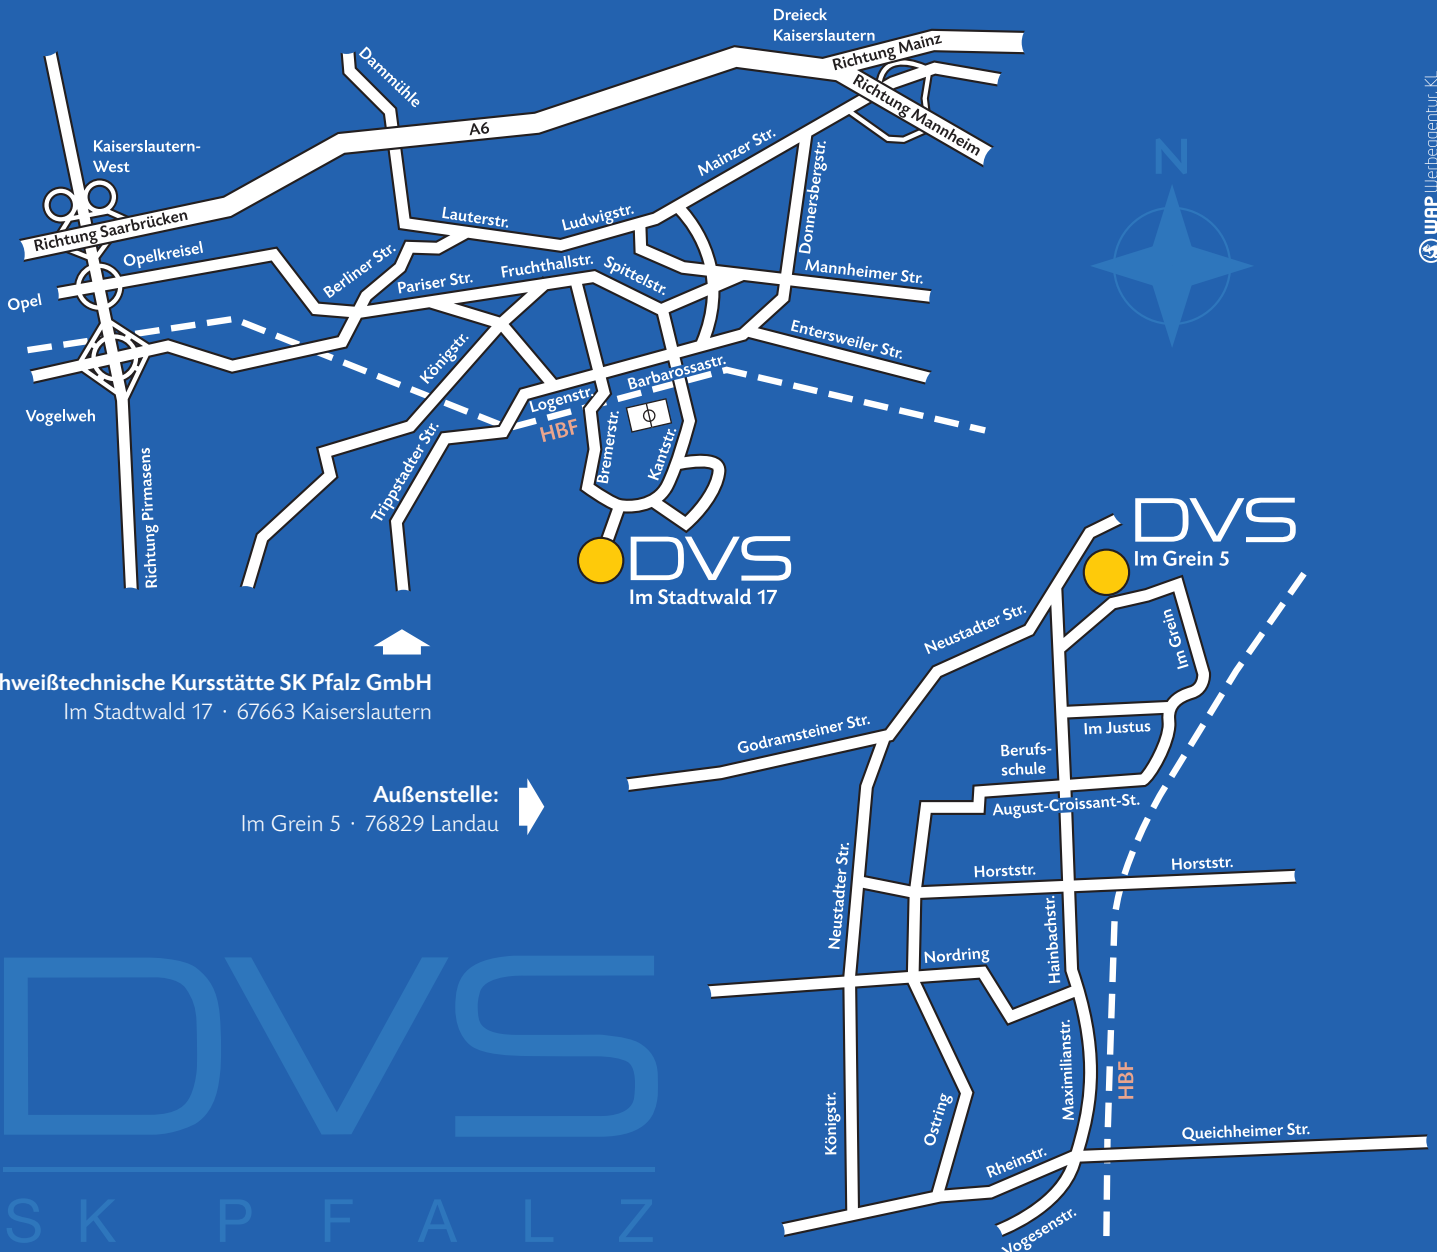 Dreieck
Kaiserslautern
Richtung Mainz
Richtung Mannheim
Dammühle
A6
Kaiserslautern-
West
Richtung Saarbrücken
Mainzer Str.
Donnersbergstr.
Lauterstr.
Ludwigstr.
Opelkreisel
Berliner Str.
Pariser Str.
Fruchthallstr.
Spittelstr.
Mannheimer Str.
Opel
Königstr.
Entersweiler Str.
Barbarossastr.
Logenstr.
HBF
Vogelweh
Bremerstr.
Kantstr.
Trippstadter Str.
Richtung Pirmasens
DVS
Im Stadtwald 17
N
WAP Werbeagentur, KL
hweißtechnische Kursstätte SK Pfalz GmbH
Im Stadtwald 17 · 67663 Kaiserslautern
Außenstelle:
Im Grein 5 · 76829 Landau
DVS
Im Grein 5
Neustadter Str.
Im Grein
Godramsteiner Str.
Im Justus
Berufs-
schule
August-Croissant-St.
Neustadter Str.
Horststr.
Horststr.
Hainbachstr.
Nordring
Maximilianstr.
HBF
Königstr.
Ostring
Rheinstr.
Queichheimer Str.
Vogesenstr.
DVS
SK PFALZ